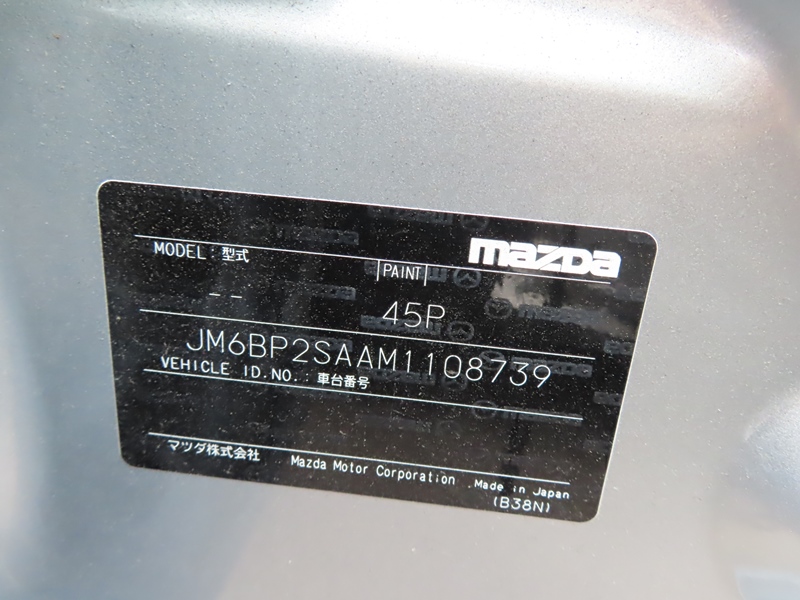 mazda
MODEL : 型式
PAINT
-- 45P
JM6BP2SAAM1108739
VEHICLE ID.NO. : 車台番号
マツダ株式会社 Mazda Motor Corporation .Made in Japan
(B38N)